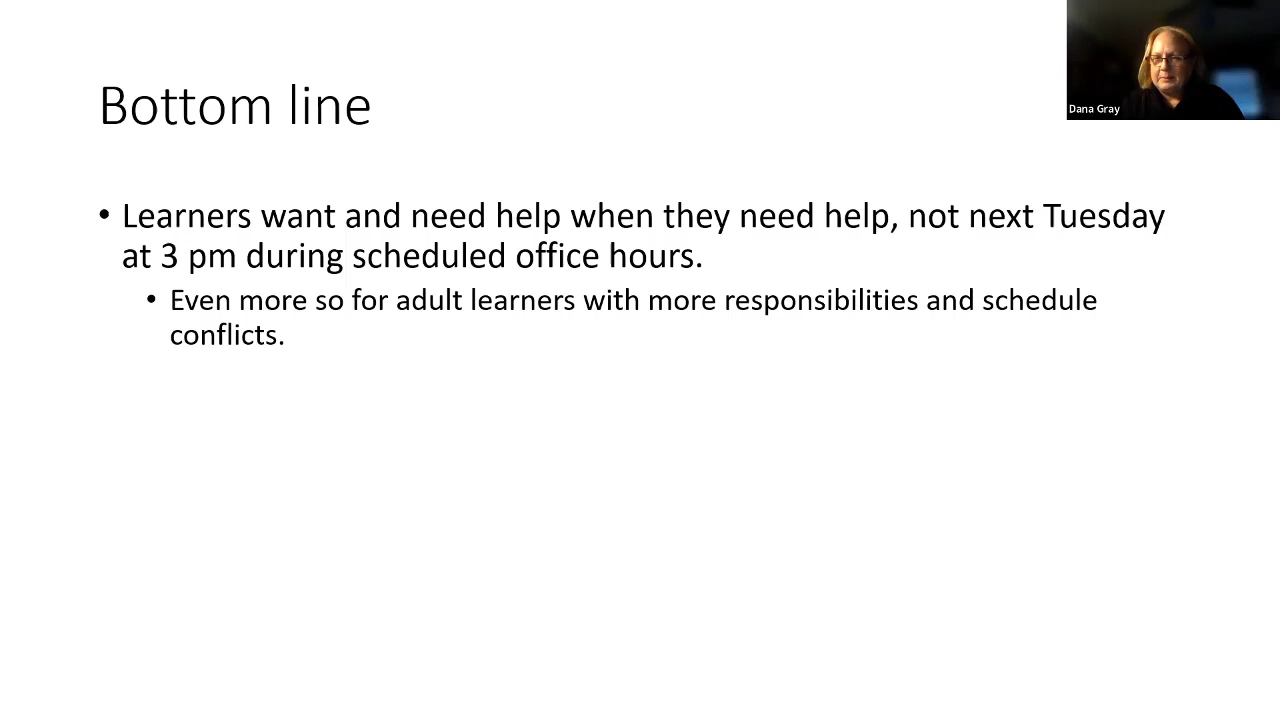 Bottom line
Dana Gray
• Learners want and need help when they need help, not next Tuesday
at 3 pm during scheduled office hours.
• Even more so for adult learners with more responsibilities and schedule
conflicts.